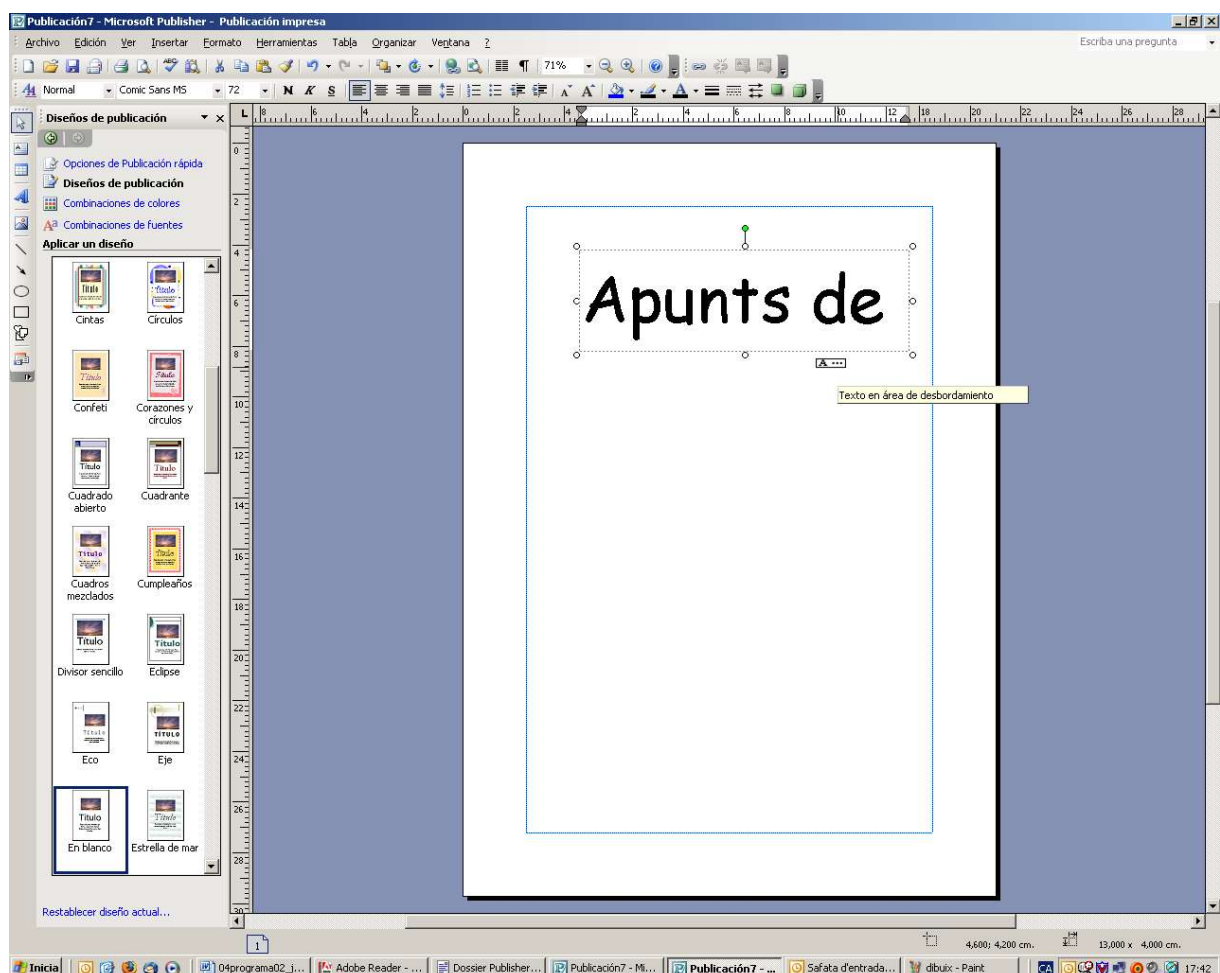 Publicación7 - Microsoft Publisher - Publicación impresa
Archivo Edición Ver Insertar Formato Herramientas Tabla Organizar Ventana ?
Escriba una pregunta
71%
Normal Comic Sans MS 72 N K S
Diseños de publicación
Opciones de Publicación rápida
Diseños de publicación
Combinaciones de colores
Combinaciones de fuentes
Aplicar un diseño
Cintas Círculos
Confeti Corazones y círculos
Cuadrado abierto Cuadrante
Cuadros mezclados Cumpleaños
Divisor sencillo Eclipse
Eco Eje
En blanco Estrella de mar
Restablecer diseño actual...
Apunts de
A ...
Texto en área de desbordamiento
1
4,600; 4,200 cm. 13,000 x 4,000 cm.
Inicia 04programa02_j... Adobe Reader - ... Dossier Publisher... Publicación7 - Mi... Publicación7 - ... Safata d'entrada... dibuix - Paint CA 17:42